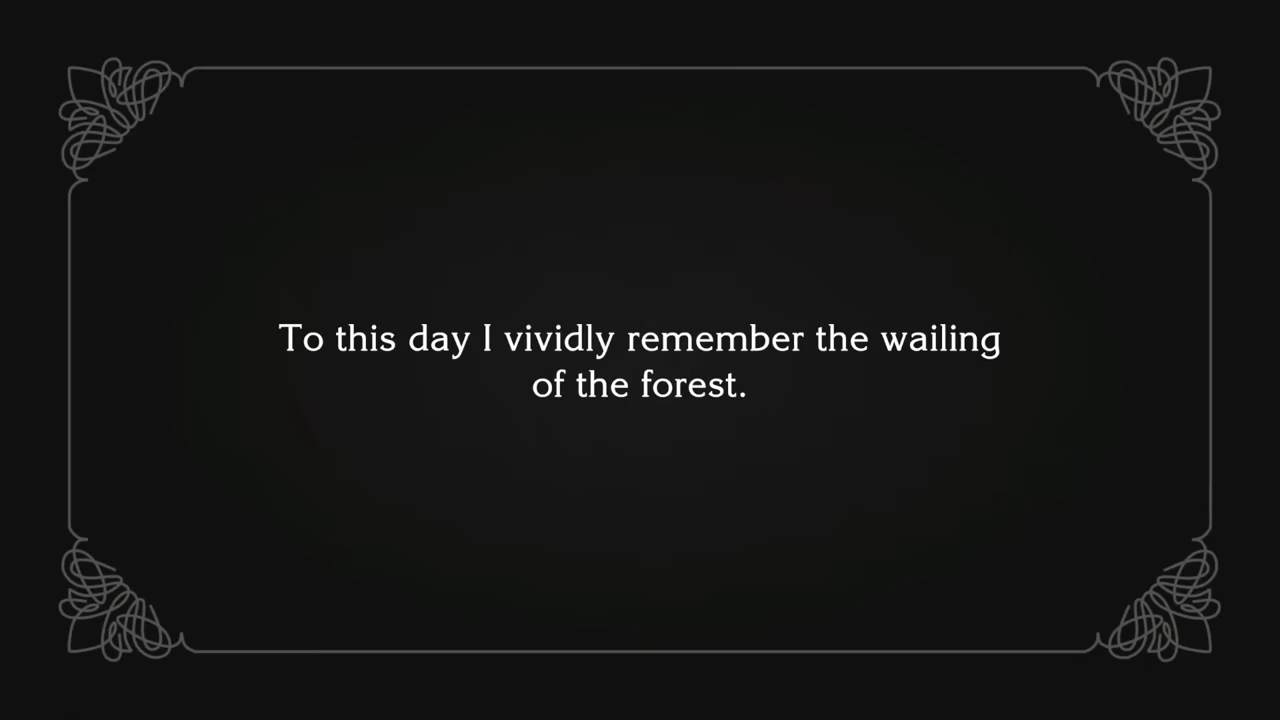 To this day I vividly remember the wailing
of the forest.